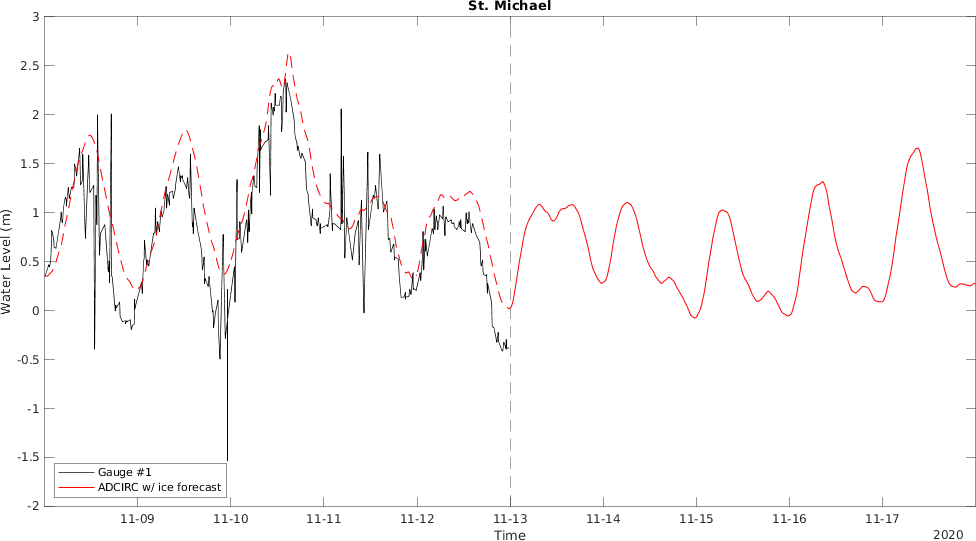 St. Michael
3
2.5
2
1.5
1
0.5
0
-0.5
-1
-1.5
-2
Water Level (m)
Gauge #1
ADCIRC w/ ice forecast
11-09 11-10 11-11 11-12 11-13 11-14 11-15 11-16 11-17
Time
2020